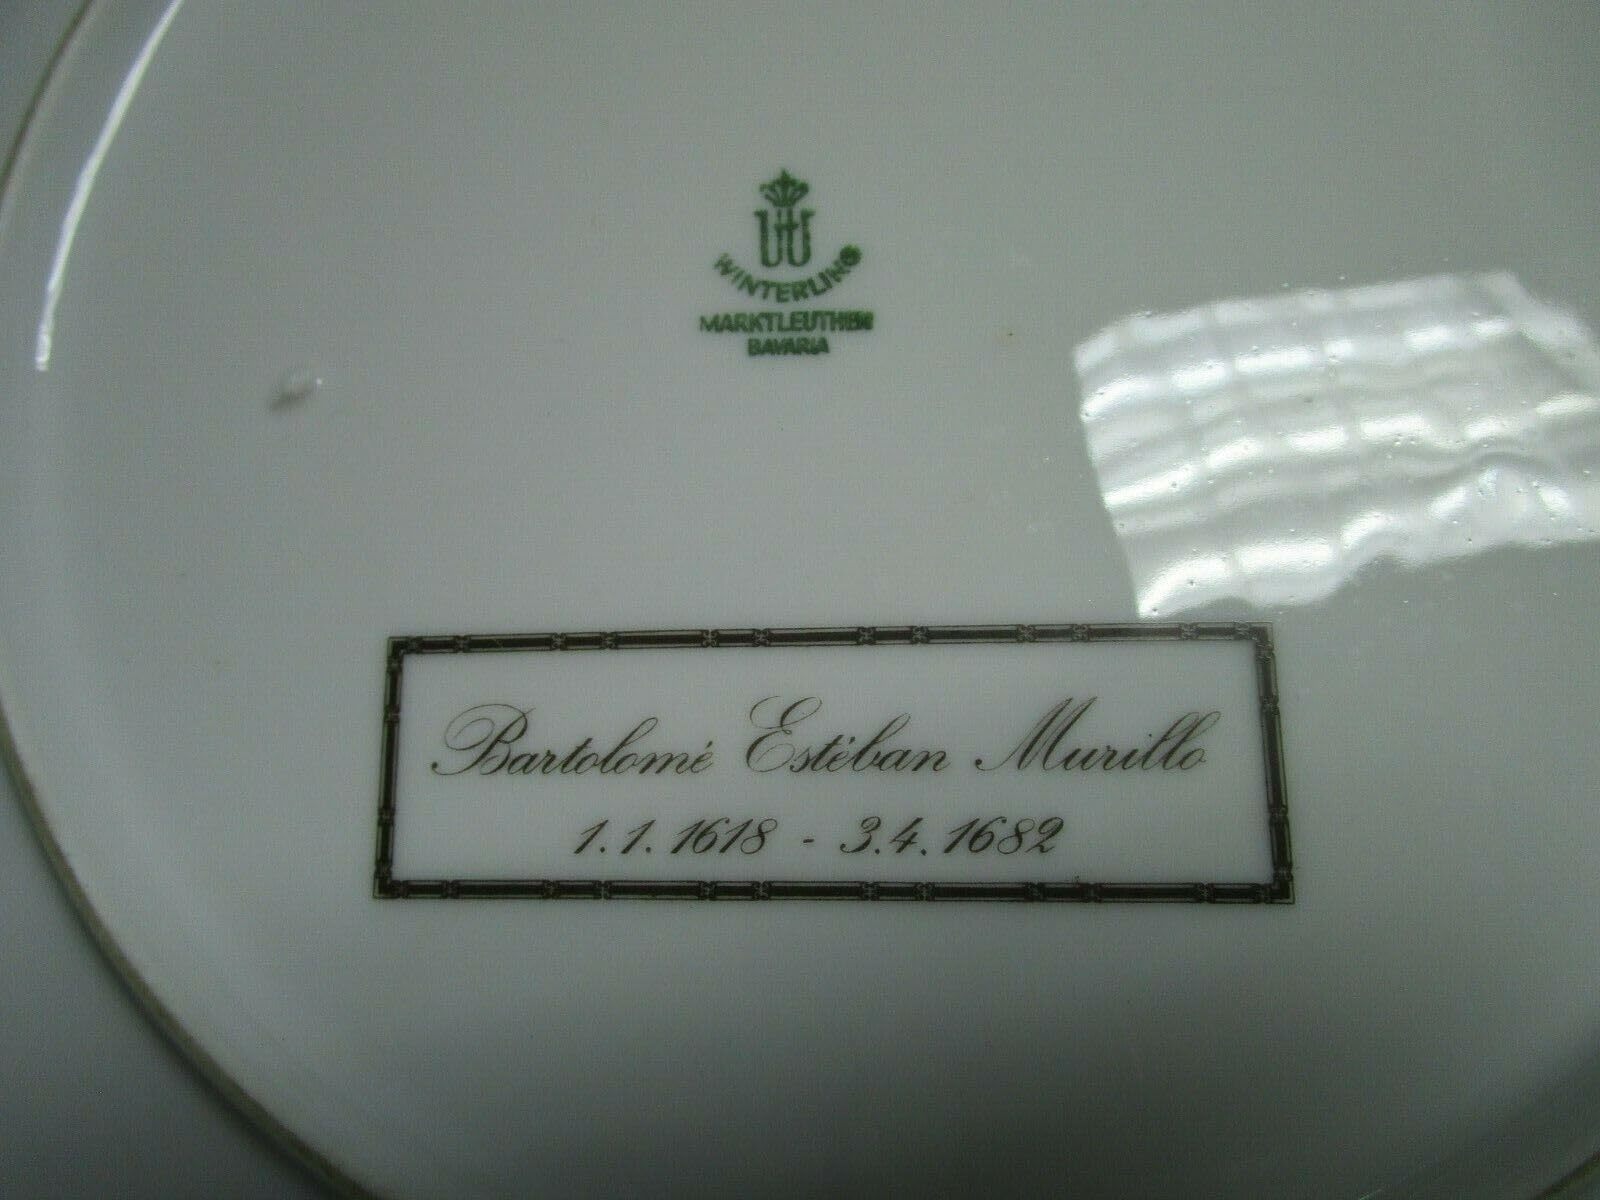 WINTERLING
MARKTLEUTHEN
BAVARIA
Bartolomé Estéban Murillo
1.1.1618 - 3.4.1682